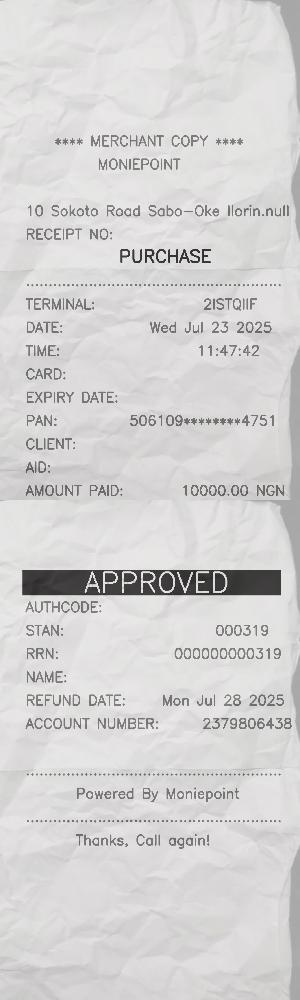 **** MERCHANT COPY ****
MONIEPOINT
10 Sokoto Road Sabo-Oke Ilorin.null
RECEIPT NO:
PURCHASE
TERMINAL: 2ISTQIIF
DATE: Wed Jul 23 2025
TIME: 11:47:42
CARD:
EXPIRY DATE:
PAN: 506109********4751
CLIENT:
AID:
AMOUNT PAID: 10000.00 NGN
APPROVED
AUTHCODE:
STAN: 000319
RRN: 000000000319
NAME:
REFUND DATE: Mon Jul 28 2025
ACCOUNT NUMBER: 2379806438
Powered By Moniepoint
Thanks, Call again!